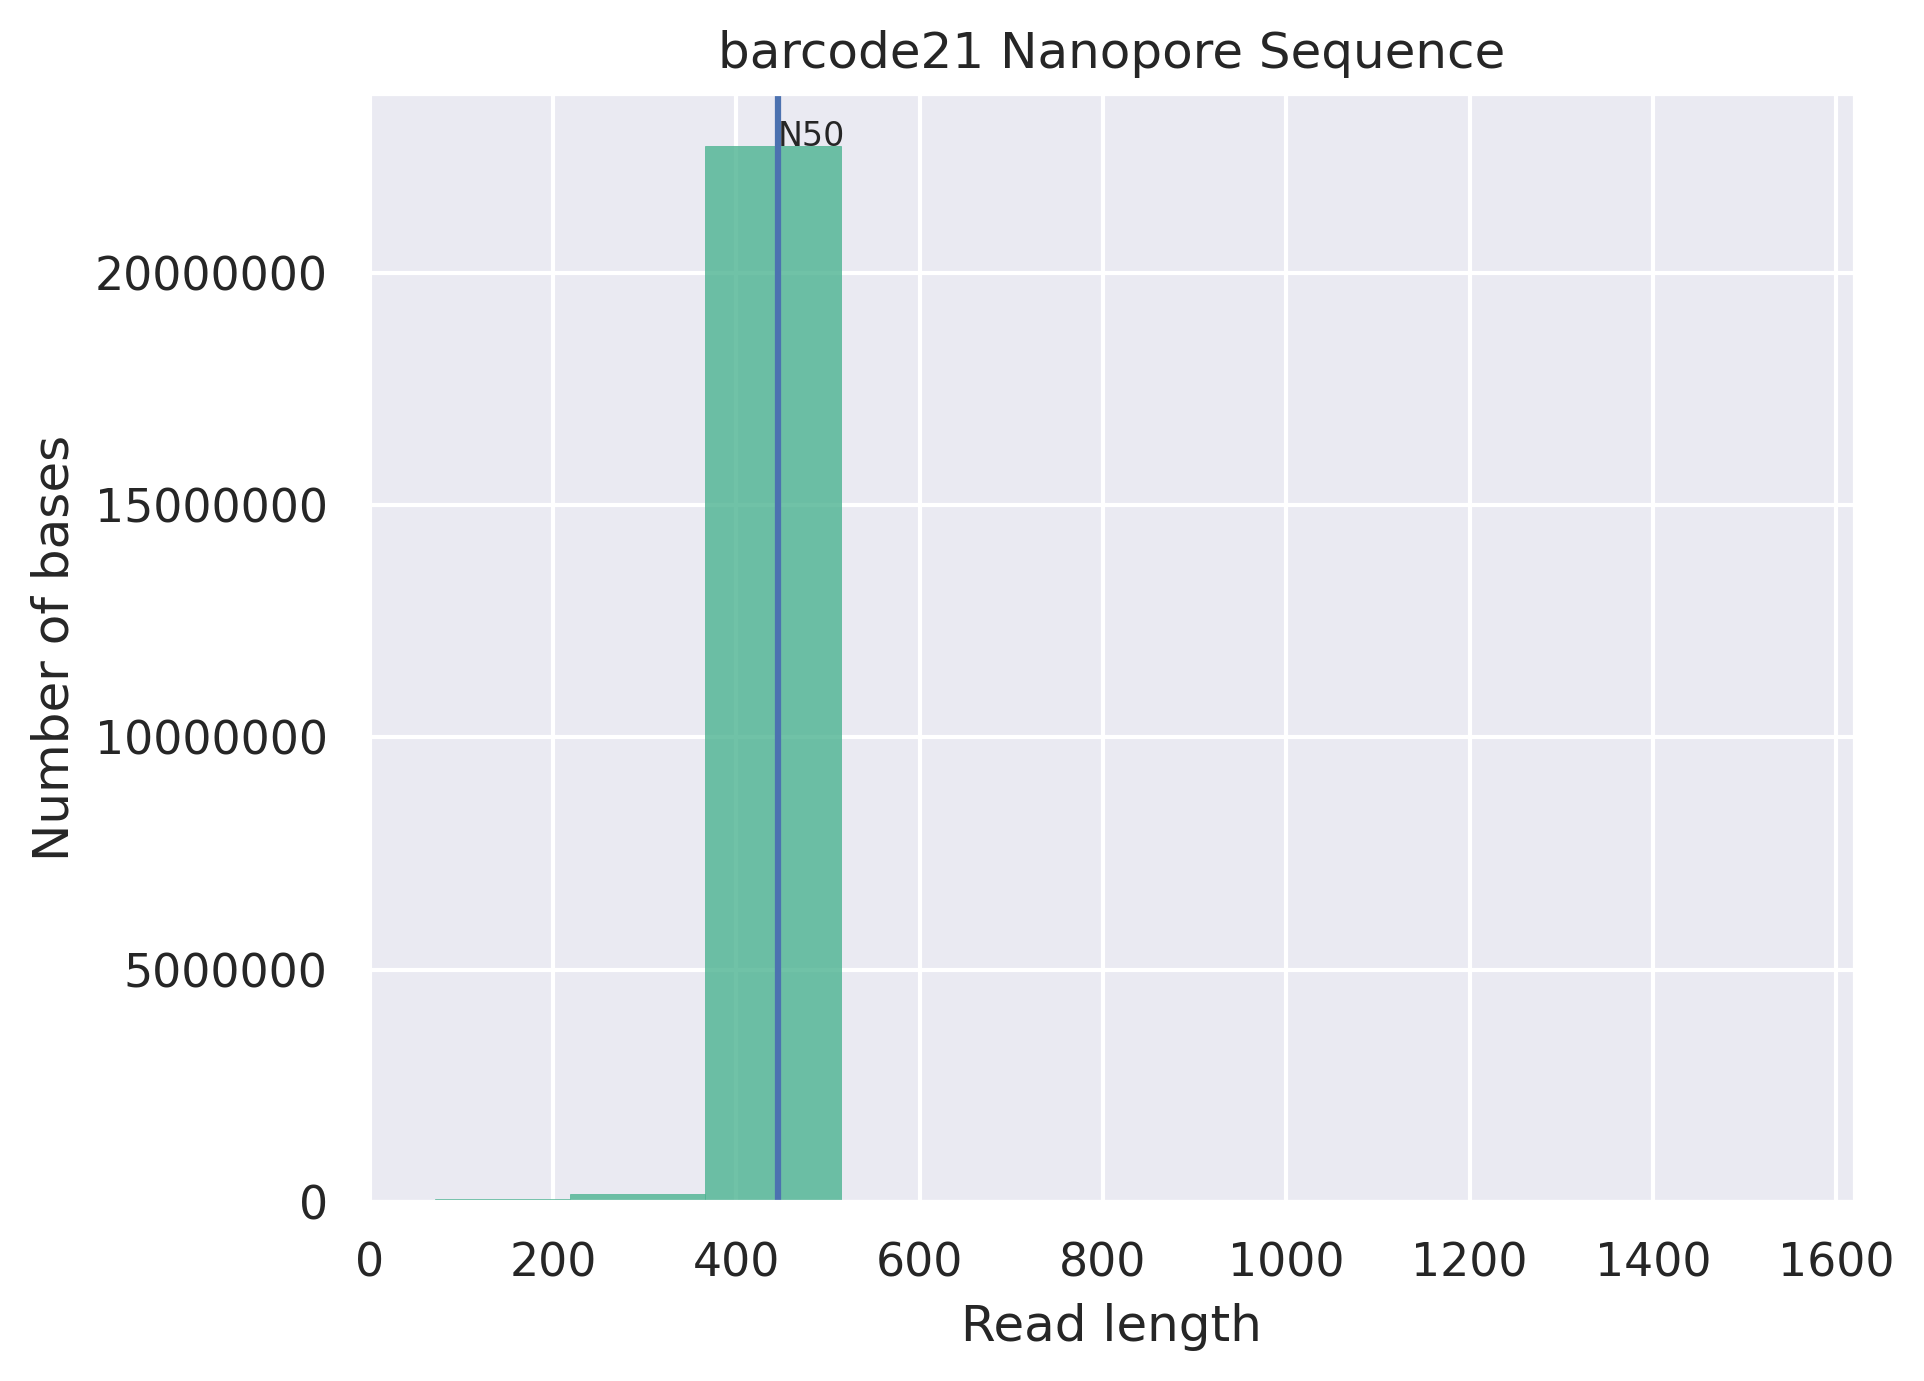 barcode21 Nanopore Sequence
N50
20000000
15000000
10000000
5000000
0
Number of bases
0 200 400 600 800 1000 1200 1400 1600
Read length